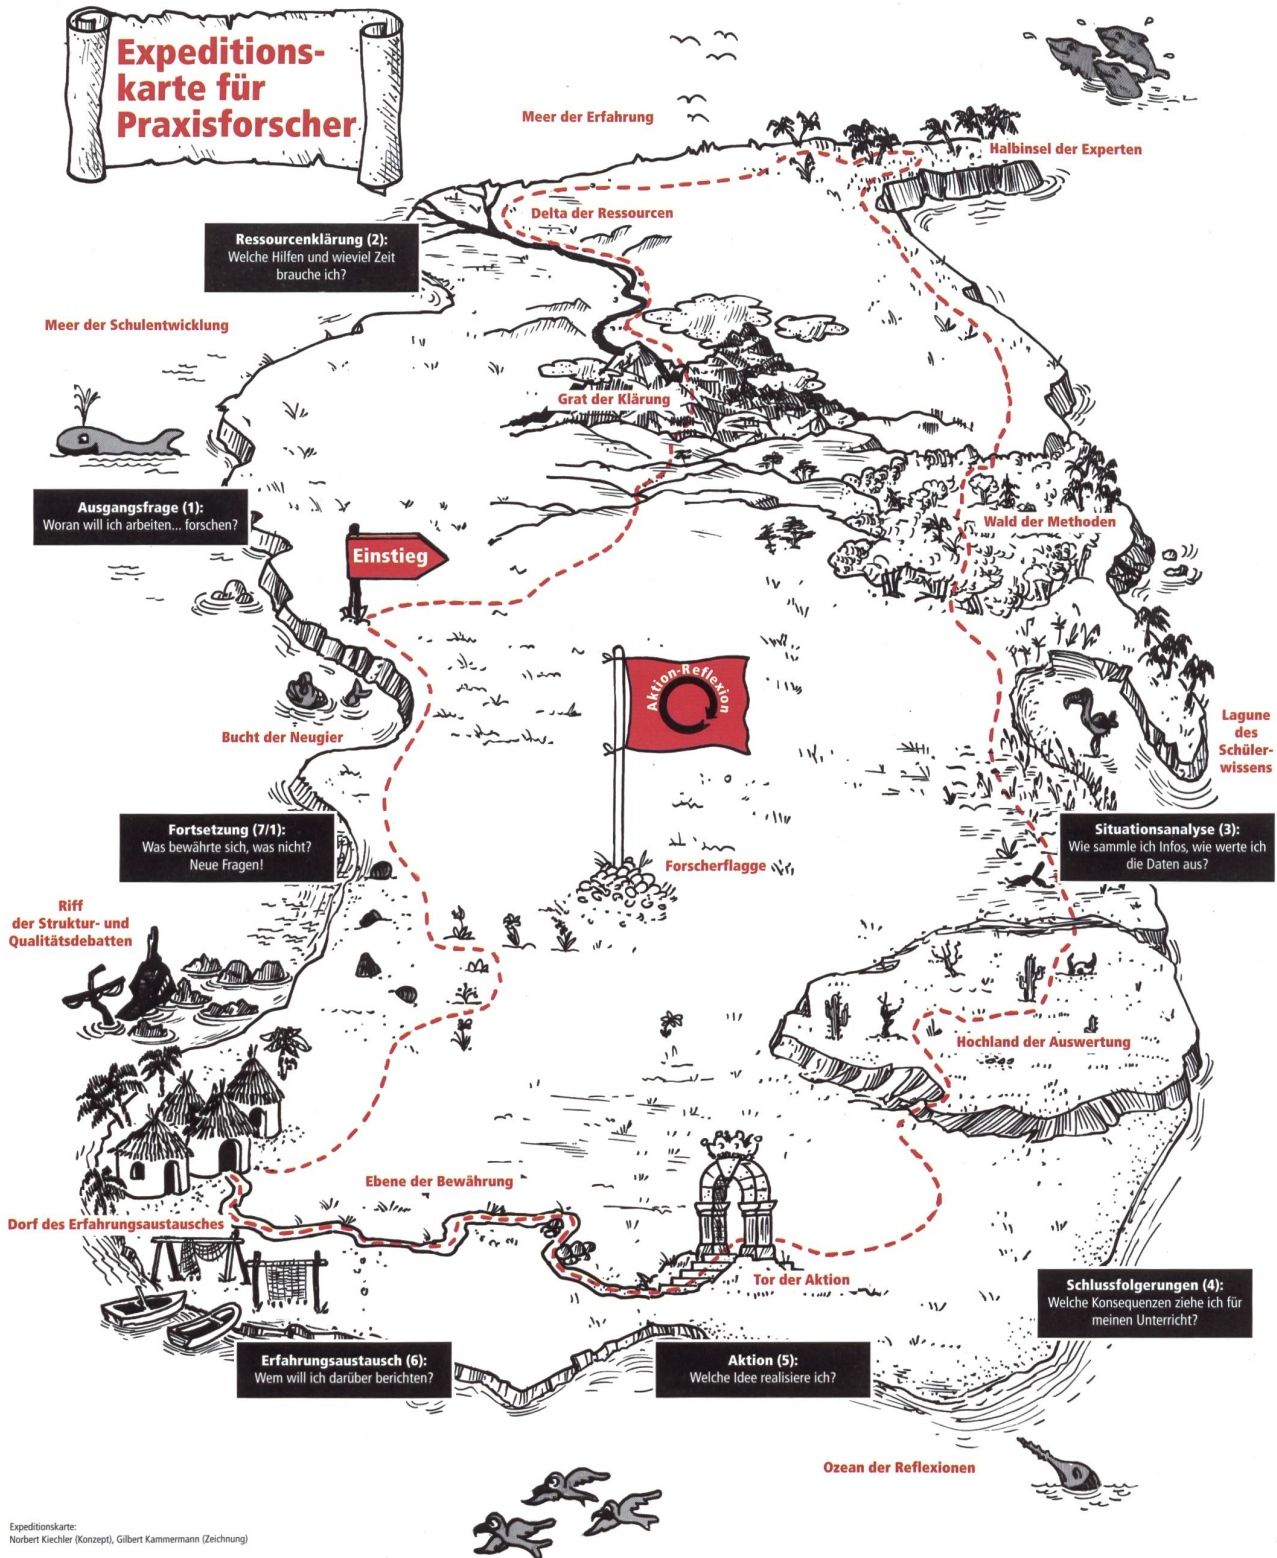 Expeditions-
karte für
Praxisforscher
Meer der Erfahrung
Halbinsel der Experten
Delta der Ressourcen
Ressourcenklärung (2):
Welche Hilfen und wieviel Zeit
brauche ich?
Meer der Schulentwicklung
Grat der Klärung
Ausgangsfrage (1):
Woran will ich arbeiten... forschen?
Wald der Methoden
Einstieg
Aktion-Reflexion
Bucht der Neugier
Lagune
des
Schüler-
wissens
Fortsetzung (7/1):
Was bewährte sich, was nicht?
Neue Fragen!
Situationsanalyse (3):
Wie sammle ich Infos, wie werte ich
die Daten aus?
Forscherflagge
Riff
der Struktur- und
Qualitätsdebatten
Hochland der Auswertung
Ebene der Bewährung
Dorf des Erfahrungsaustausches
Tor der Aktion
Schlussfolgerungen (4):
Welche Konsequenzen ziehe ich für
meinen Unterricht?
Erfahrungsaustausch (6):
Wem will ich darüber berichten?
Aktion (5):
Welche Idee realisiere ich?
Ozean der Reflexionen
Expeditionskarte:
Norbert Kiechler (Konzept), Gilbert Kammermann (Zeichnung)